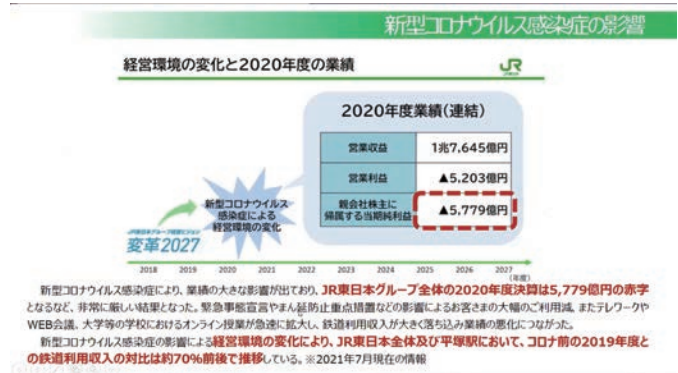 新型コロナウイルス感染症の影響
経営環境の変化と2020年度の業績
JR
2020年度業績(連結)
営業収益 1兆7,645億円
営業利益 ▲5,203億円
親会社株主に
帰属する当期純利益 ▲5,779億円
新型コロナウイルス
感染症による
経営環境の変化
JR東日本グループ経営ビジョン
変革2027
2018 2019 2020 2021 2022 2023 2024 2025 2026 2027
(年度)
新型コロナウイルス感染症により、業績の大きな影響が出ており、JR東日本グループ全体の2020年度決算は5,779億円の赤字
となるなど、非常に厳しい結果となった。緊急事態宣言やまん延防止重点措置などの影響によるお客さまの大幅のご利用減、またテレワークや
WEB会議、大学等の学校におけるオンライン授業が急速に拡大し、鉄道利用収入が大きく落ち込み業績の悪化につながった。
新型コロナウイルス感染症の影響による経営環境の変化により、JR東日本全体及び平塚駅において、コロナ前の2019年度と
の鉄道利用収入の対比は約70%前後で推移している。※2021年7月現在の情報